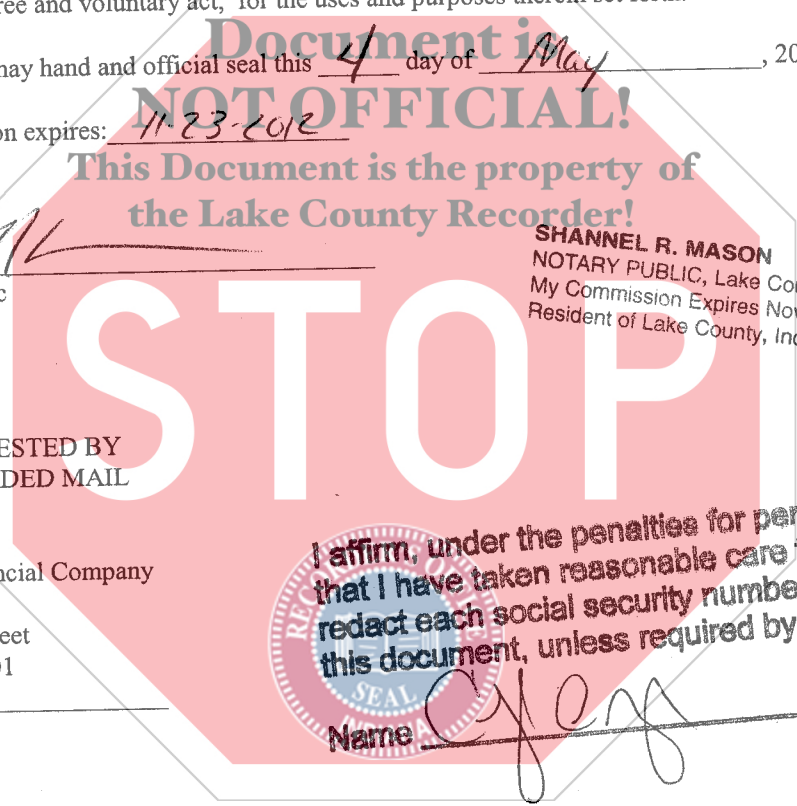 ree and voluntary act, for the uses and purposes therein set forth.
Document is
may hand and official seal this 4 day of May, 20
NOT OFFICIAL!
on expires: 11-23-2012
This Document is the property of
the Lake County Recorder!
SHANNEL R. MASON
NOTARY PUBLIC, Lake Co
My Commission Expires Nov
Resident of Lake County, Ind
c
STOP
ESTED BY
DED MAIL
I affirm, under the penalties for per
that I have taken reasonable care
redact each social security numbe
this document, unless required by
ncial Company
eet
01
SEAL
INDIANA
Name